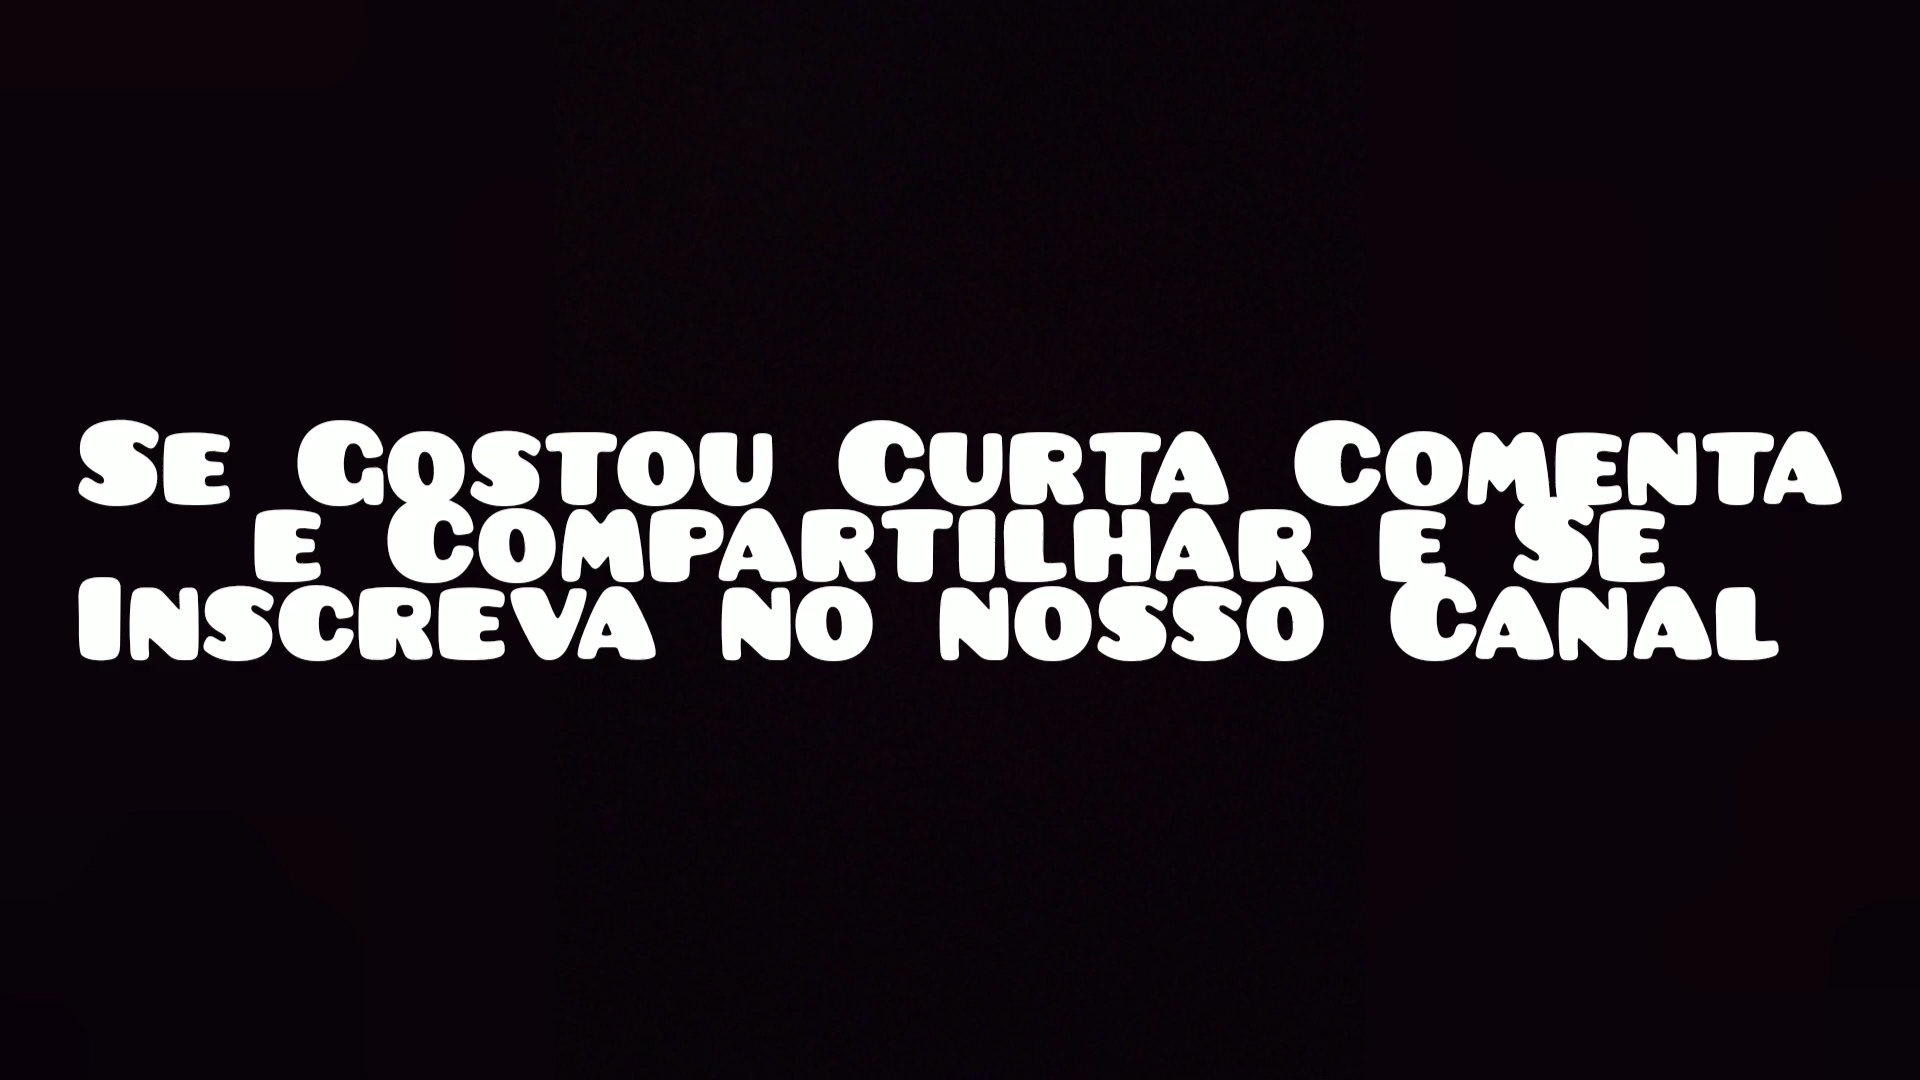 Se Gostou Curta Comenta
e Compartilhar e Se
Inscreva no nosso Canal